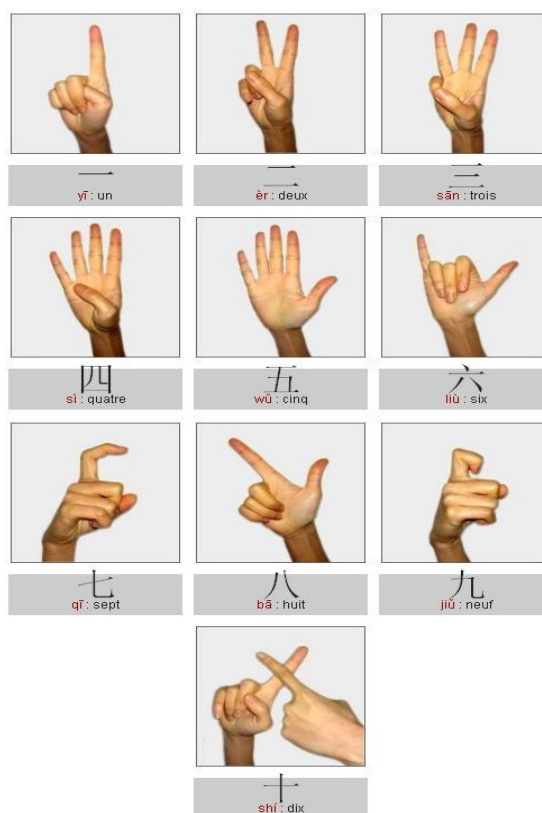 一
yī : un
二
èr : deux
三
sān : trois
四
sì : quatre
五
wǔ : cinq
六
liù : six
七
qī : sept
八
bā : huit
九
jiǔ : neuf
十
shí : dix